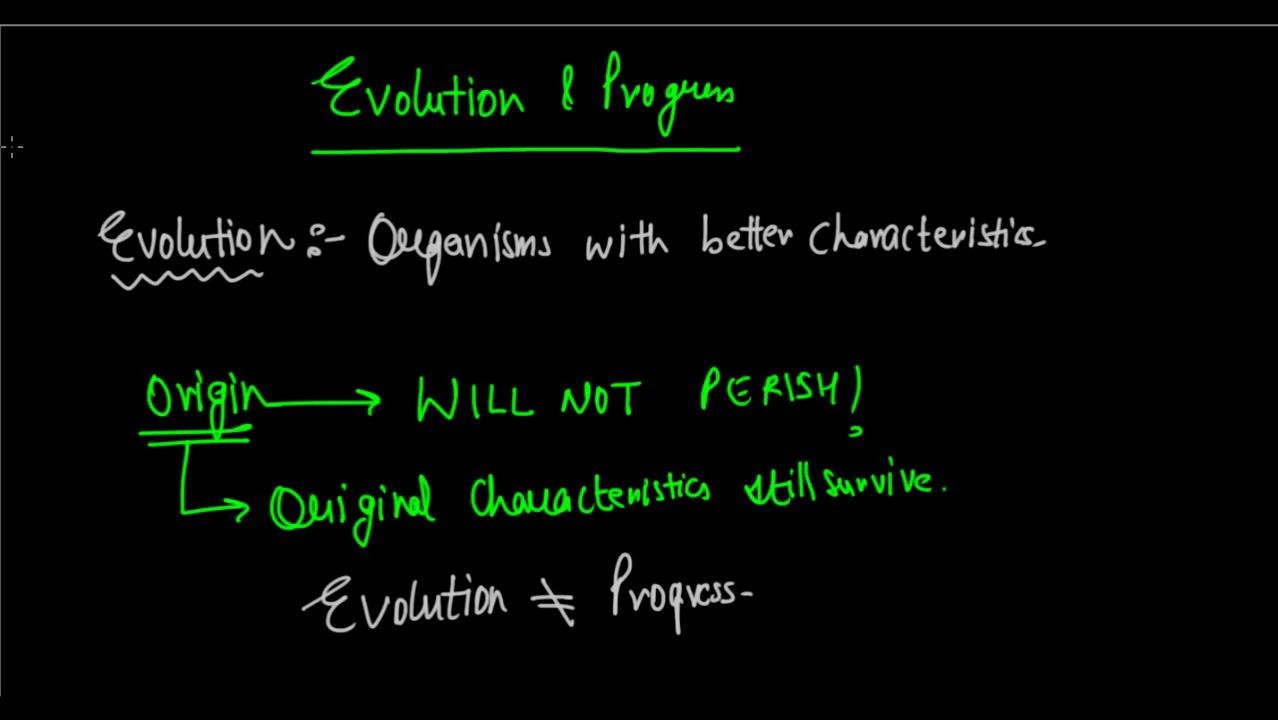 Evolution & Progress
Evolution :- Organisms with better characteristics.
Origin → WILL NOT PERISH!
→ Original characteristics still survive.
Evolution ≠ Progress.